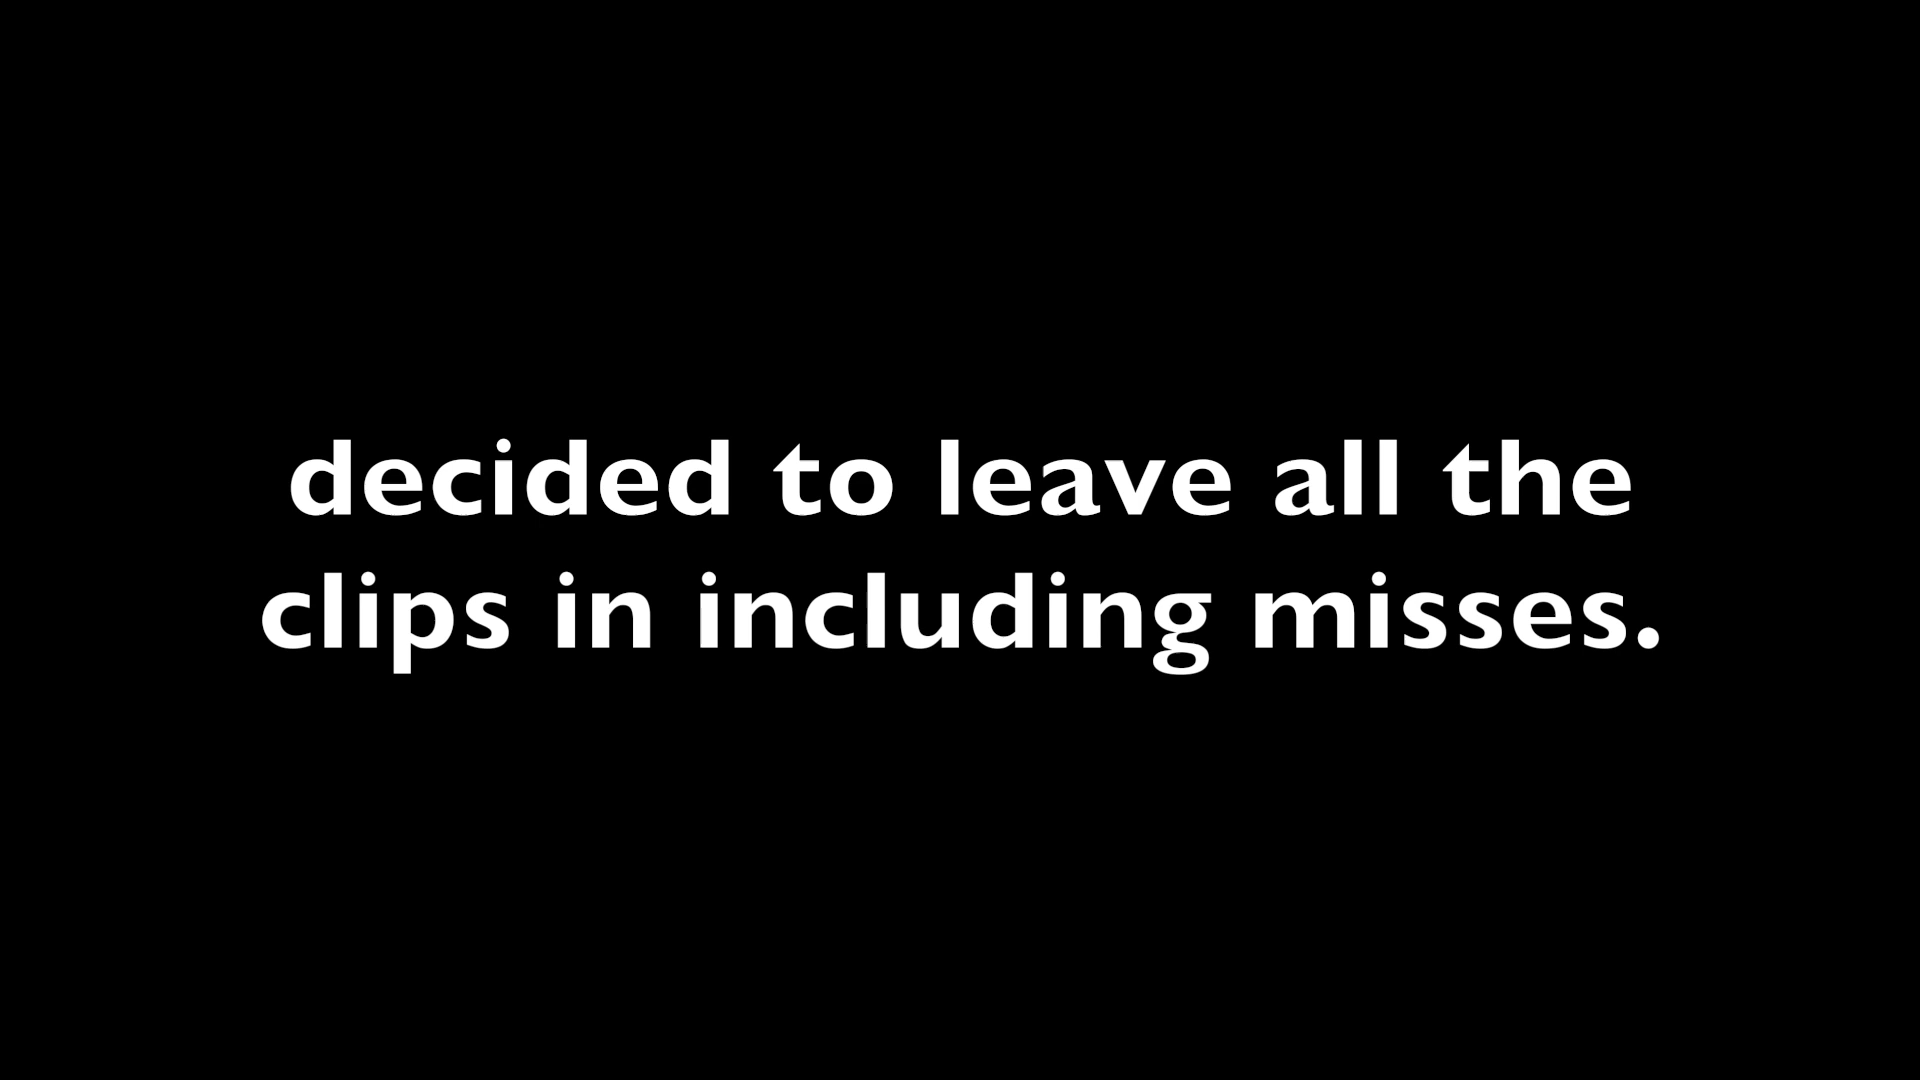 decided to leave all the
clips in including misses.